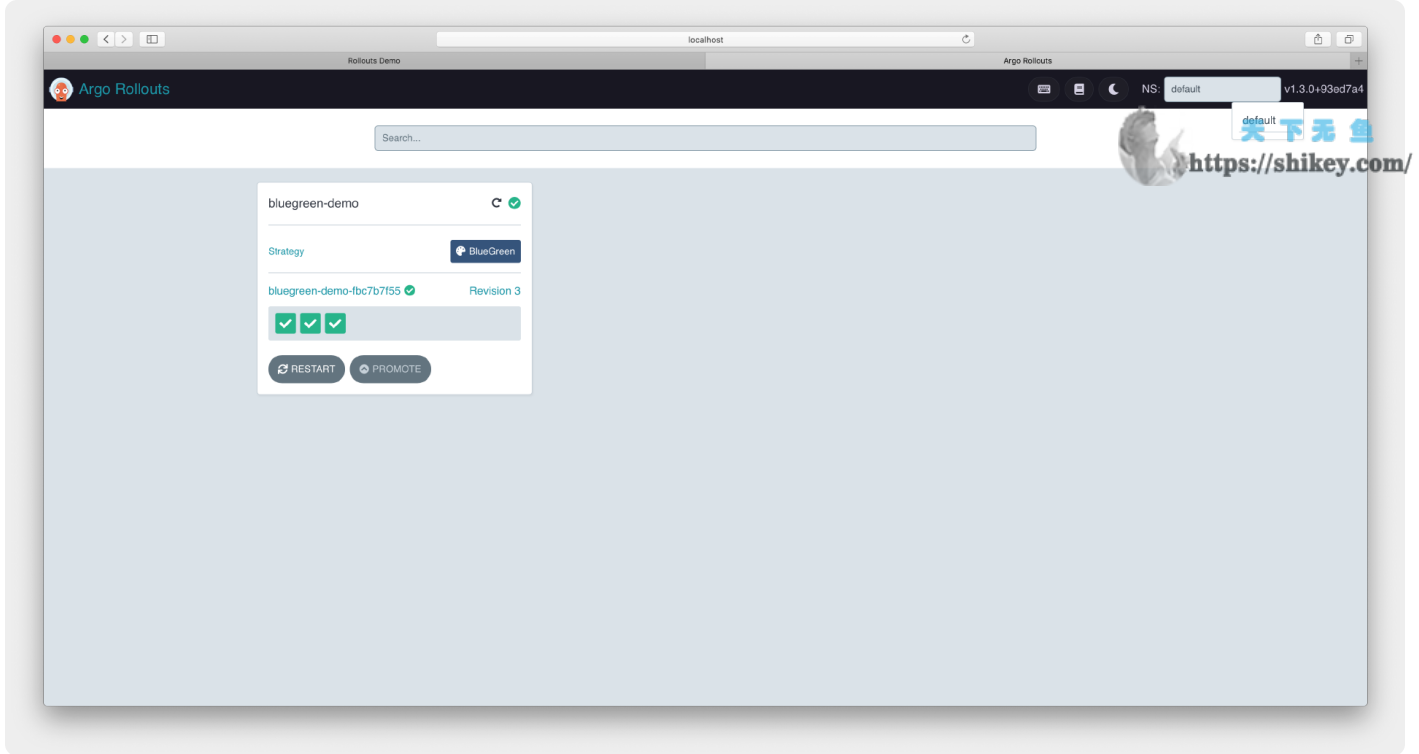 localhost
Rollouts Demo
Argo Rollouts
Argo Rollouts
NS: default v1.3.0+93ed7a4
default
Search...
天下无鱼
https://shikey.com/
bluegreen-demo
Strategy
BlueGreen
bluegreen-demo-fbc7b7f55
Revision 3
RESTART
PROMOTE